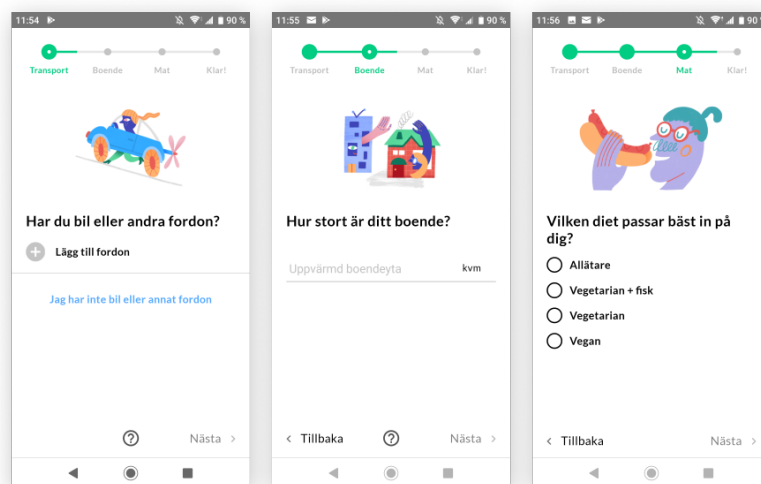 11:54 90 %
Transport Boende Mat Klar!
Har du bil eller andra fordon?
Lägg till fordon
Jag har inte bil eller annat fordon
Nästa >
11:55 90 %
Transport Boende Mat Klar!
Hur stort är ditt boende?
Uppvärmd boendeyta kvm
< Tillbaka Nästa >
11:56 90 %
Transport Boende Mat Klar!
Vilken diet passar bäst in på
dig?
Allätare
Vegetarian + fisk
Vegetarian
Vegan
< Tillbaka Nästa >